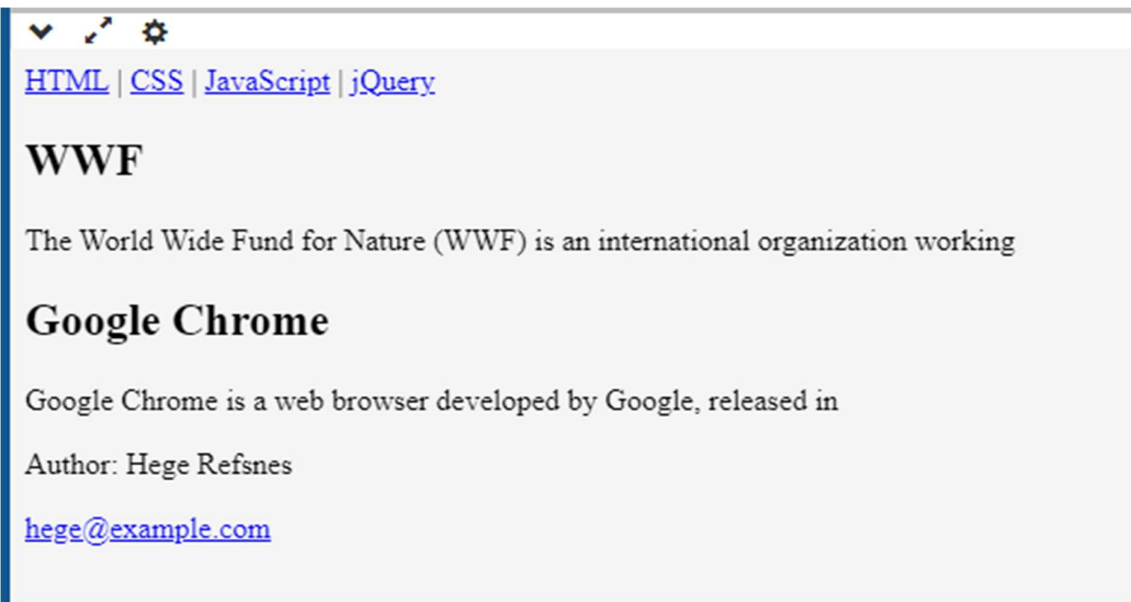 HTML | CSS | JavaScript | jQuery
WWF
The World Wide Fund for Nature (WWF) is an international organization working
Google Chrome
Google Chrome is a web browser developed by Google, released in
Author: Hege Refsnes
hege@example.com